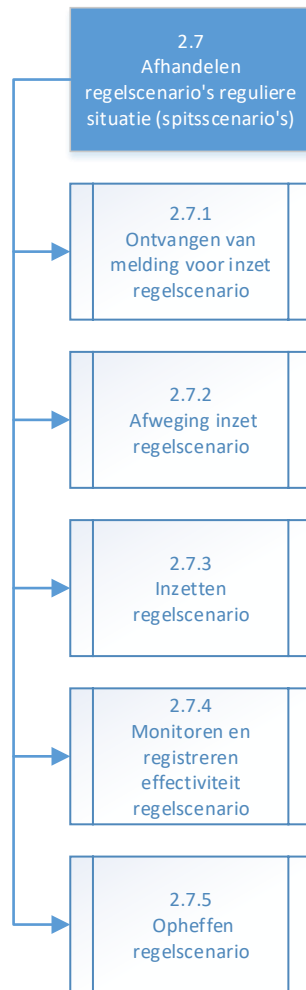 2.7
Afhandelen
regelscenario's reguliere
situatie (spitsscenario's)
2.7.1
Ontvangen van
melding voor inzet
regelscenario
2.7.2
Afweging inzet
regelscenario
2.7.3
Inzetten
regelscenario
2.7.4
Monitoren en
registreren
effectiviteit
regelscenario
2.7.5
Opheffen
regelscenario